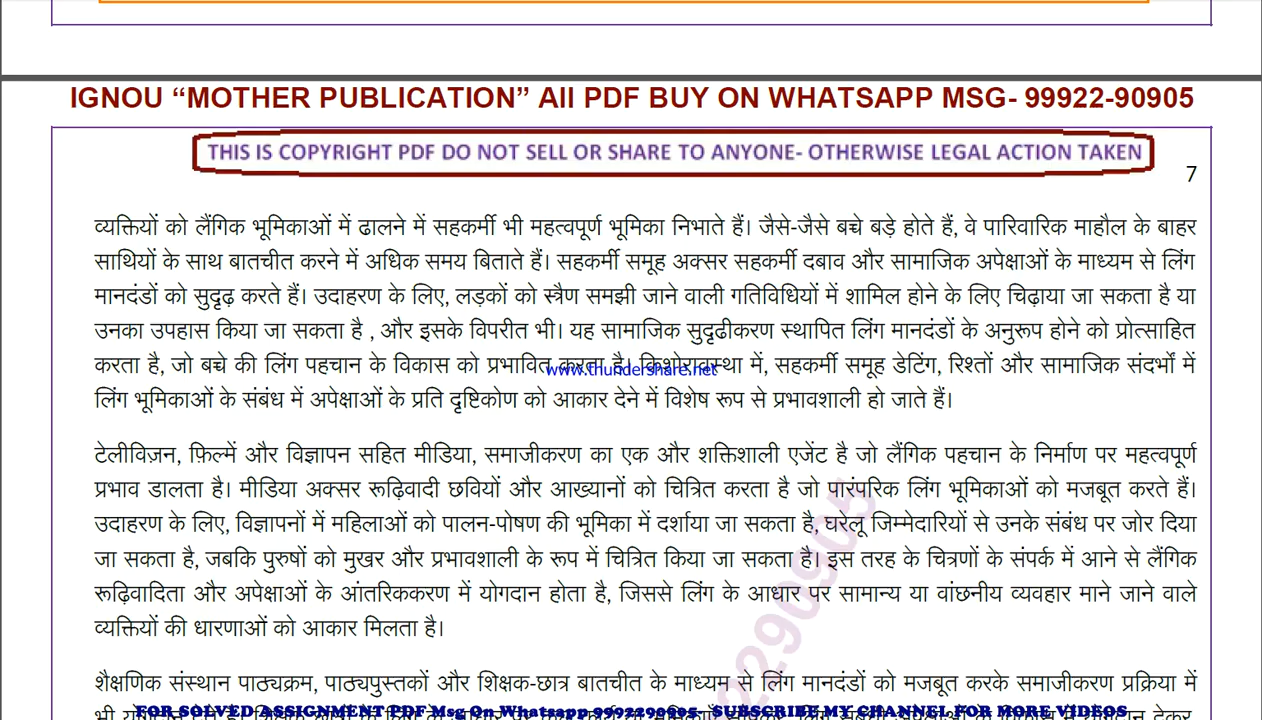 IGNOU “MOTHER PUBLICATION” All PDF BUY ON WHATSAPP MSG- 99922-90905
THIS IS COPYRIGHT PDF DO NOT SELL OR SHARE TO ANYONE- OTHERWISE LEGAL ACTION TAKEN
7
व्यक्तियों को लैंगिक भूमिकाओं में ढालने में सहकर्मी भी महत्वपूर्ण भूमिका निभाते हैं। जैसे-जैसे बच्चे बड़े होते हैं, वे पारिवारिक माहौल के बाहर
साथियों के साथ बातचीत करने में अधिक समय बिताते हैं। सहकर्मी समूह अक्सर सहकर्मी दबाव और सामाजिक अपेक्षाओं के माध्यम से लिंग
मानदंडों को सुदृढ़ करते हैं। उदाहरण के लिए, लड़कों को स्त्रैण समझी जाने वाली गतिविधियों में शामिल होने के लिए चिढ़ाया जा सकता है या
उनका उपहास किया जा सकता है , और इसके विपरीत भी। यह सामाजिक सुदृढीकरण स्थापित लिंग मानदंडों के अनुरूप होने को प्रोत्साहित
करता है, जो बच्चे की लिंग पहचान के विकास को प्रभावित करता है। किशोरावस्था में, सहकर्मी समूह डेटिंग, रिश्तों और सामाजिक संदर्भों में
www.thundershare.net
लिंग भूमिकाओं के संबंध में अपेक्षाओं के प्रति दृष्टिकोण को आकार देने में विशेष रूप से प्रभावशाली हो जाते हैं।
टेलीविज़न, फ़िल्में और विज्ञापन सहित मीडिया, समाजीकरण का एक और शक्तिशाली एजेंट है जो लैंगिक पहचान के निर्माण पर महत्वपूर्ण
प्रभाव डालता है। मीडिया अक्सर रूढ़िवादी छवियों और आख्यानों को चित्रित करता है जो पारंपरिक लिंग भूमिकाओं को मजबूत करते हैं।
उदाहरण के लिए, विज्ञापनों में महिलाओं को पालन-पोषण की भूमिका में दर्शाया जा सकता है, घरेलू जिम्मेदारियों से उनके संबंध पर जोर दिया
जा सकता है, जबकि पुरुषों को मुखर और प्रभावशाली के रूप में चित्रित किया जा सकता है। इस तरह के चित्रणों के संपर्क में आने से लैंगिक
रूढ़िवादिता और अपेक्षाओं के आंतरिककरण में योगदान होता है, जिससे लिंग के आधार पर सामान्य या वांछनीय व्यवहार माने जाने वाले
व्यक्तियों की धारणाओं को आकार मिलता है।
2290905
शैक्षणिक संस्थान पाठ्यक्रम, पाठ्यपुस्तकों और शिक्षक-छात्र बातचीत के माध्यम से लिंग मानदंडों को मजबूत करके समाजीकरण प्रक्रिया में
FOR SOLVED ASSIGNMENT PDF Msg On Whatsapp 9992290605 SUBSCRIBE MY CHANNEL FOR MORE VIDEOS